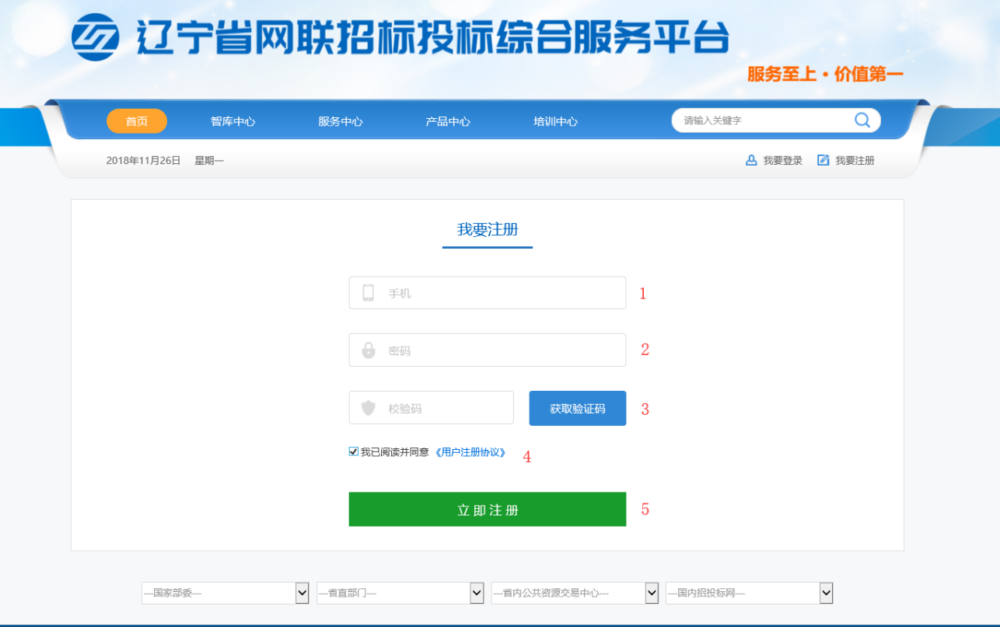 辽宁省网联招标投标综合服务平台
服务至上·价值第一
首页 智库中心 服务中心 产品中心 培训中心 请输入关键字
2018年11月26日 星期一 我要登录 我要注册
我要注册
手机 1
密码 2
校验码 获取验证码 3
我已阅读并同意《用户注册协议》 4
立即注册 5
---国家部委--- ---省直部门--- ---省内公共资源交易中心--- ---国内招投标网---